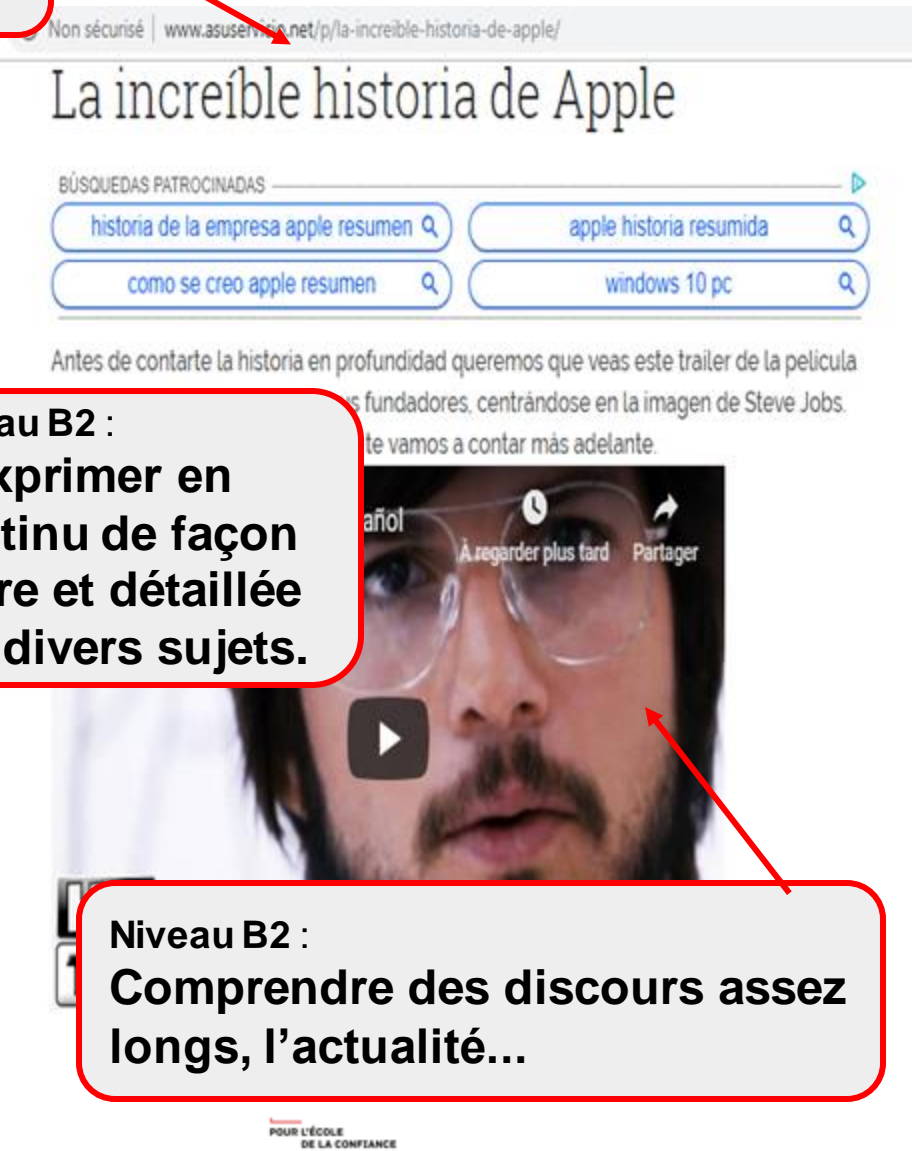 Non sécurisé | www.asuservicio.net/p/la-increible-historia-de-apple/
La increíble historia de Apple
BÚSQUEDAS PATROCINADAS
historia de la empresa apple resumen
apple historia resumida
como se creo apple resumen
windows 10 pc
Antes de contarte la historia en profundidad queremos que veas este trailer de la película
fundadores, centrándose en la imagen de Steve Jobs.
te vamos a contar más adelante.
au B2 :
xprimer en
tinu de façon
re et détaillée
divers sujets.
añol
À regarder plus tard
Partager
Niveau B2 :
Comprendre des discours assez
longs, l'actualité...
POUR L'ÉCOLE
DE LA CONFIANCE